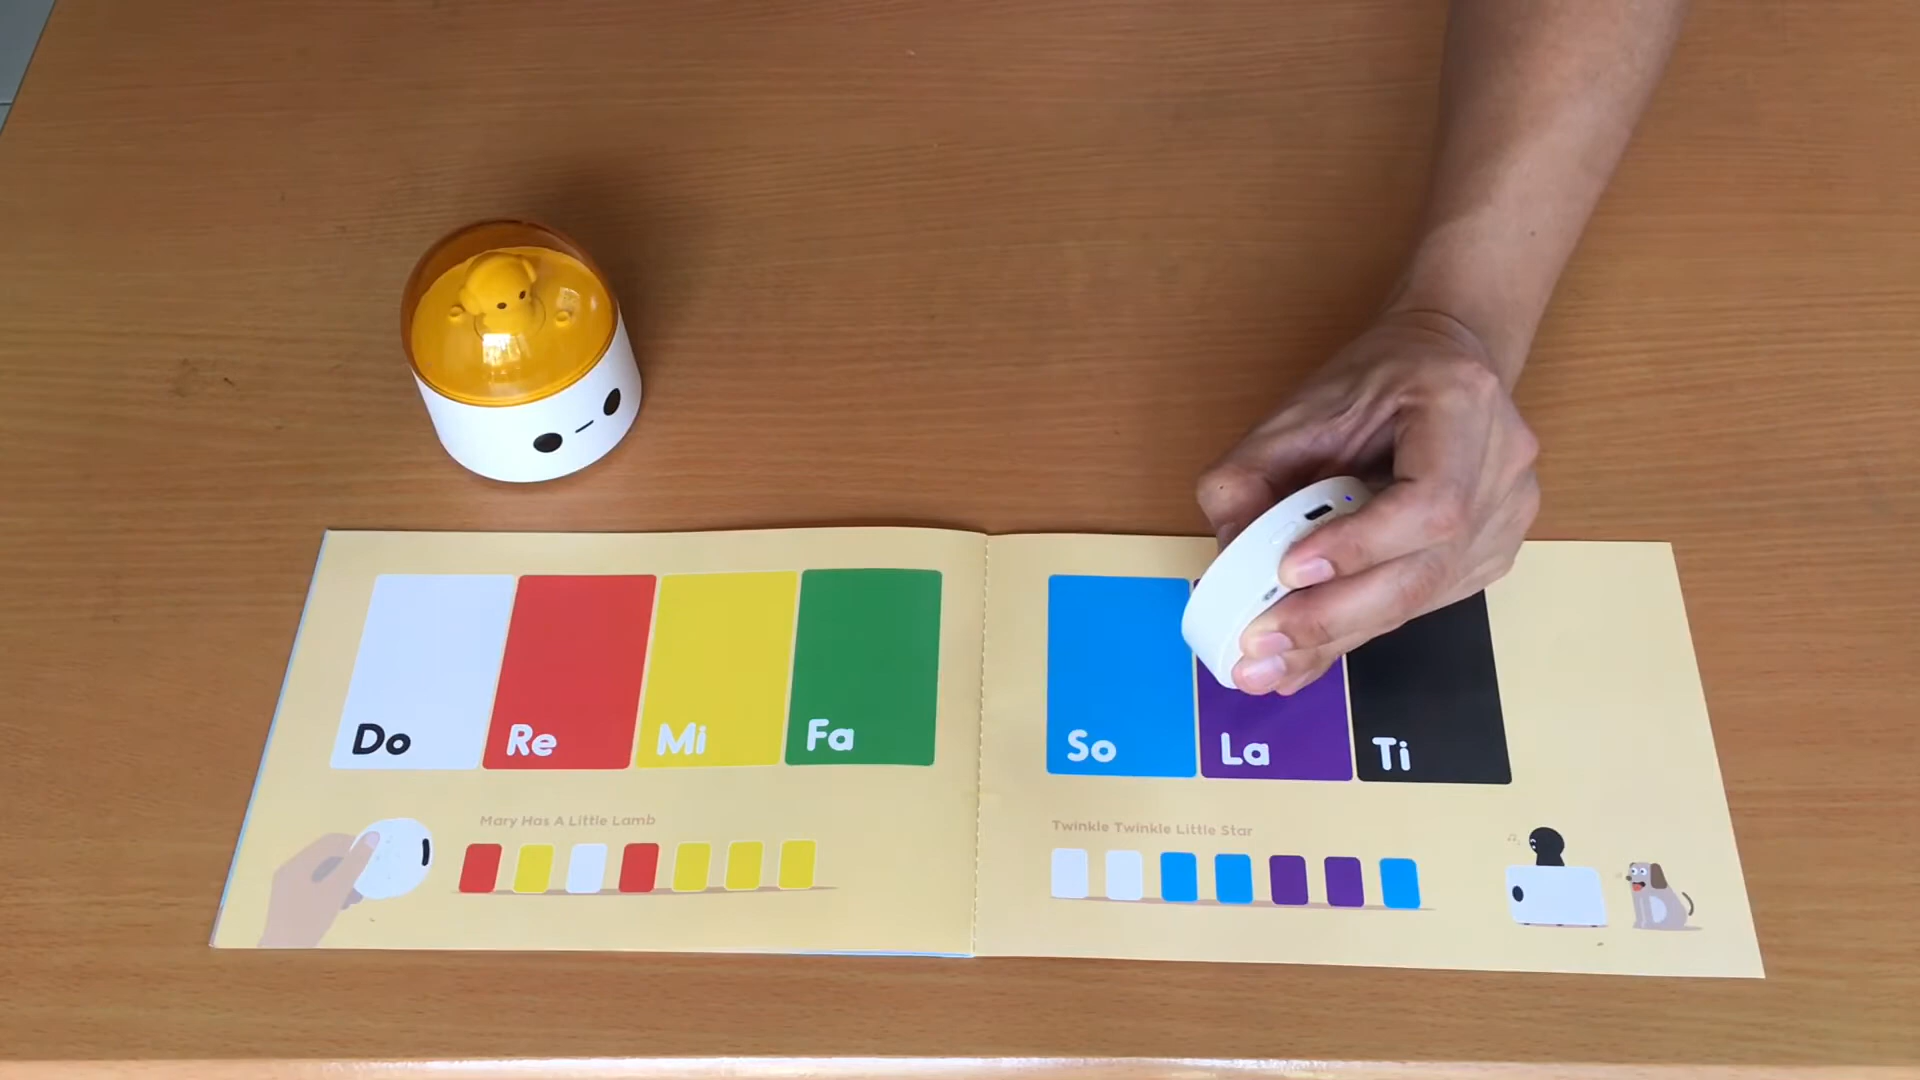 Do
Re
Mi
Fa
So
La
Ti
Mary Has A Little Lamb
Twinkle Twinkle Little Star